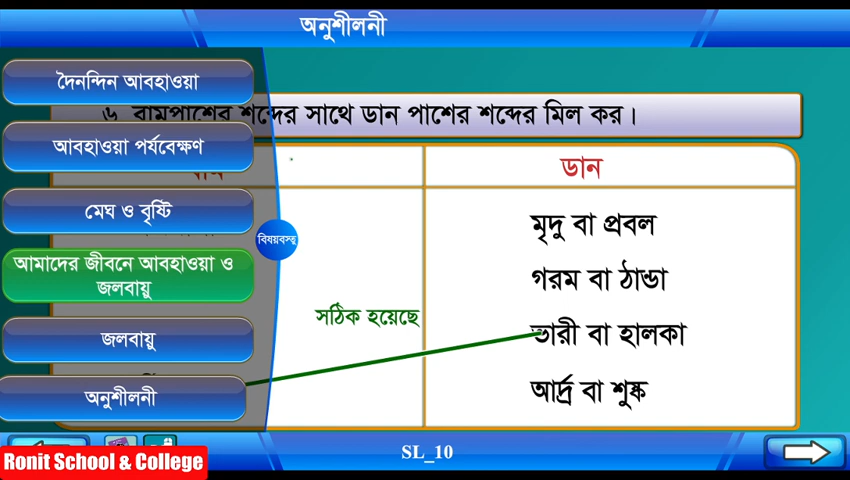 অনুশীলনী
দৈনন্দিন আবহাওয়া
৬. বামপাশের শব্দের সাথে ডান পাশের শব্দের মিল কর।
আবহাওয়া পর্যবেক্ষণ
ডান
মেঘ ও বৃষ্টি
বিষয়বস্তু
মৃদু বা প্রবল
আমাদের জীবনে আবহাওয়া ও
জলবায়ু
গরম বা ঠান্ডা
সঠিক হয়েছে
জলবায়ু
ভারী বা হালকা
অনুশীলনী
আর্দ্র বা শুষ্ক
SL_10
Ronit School & College